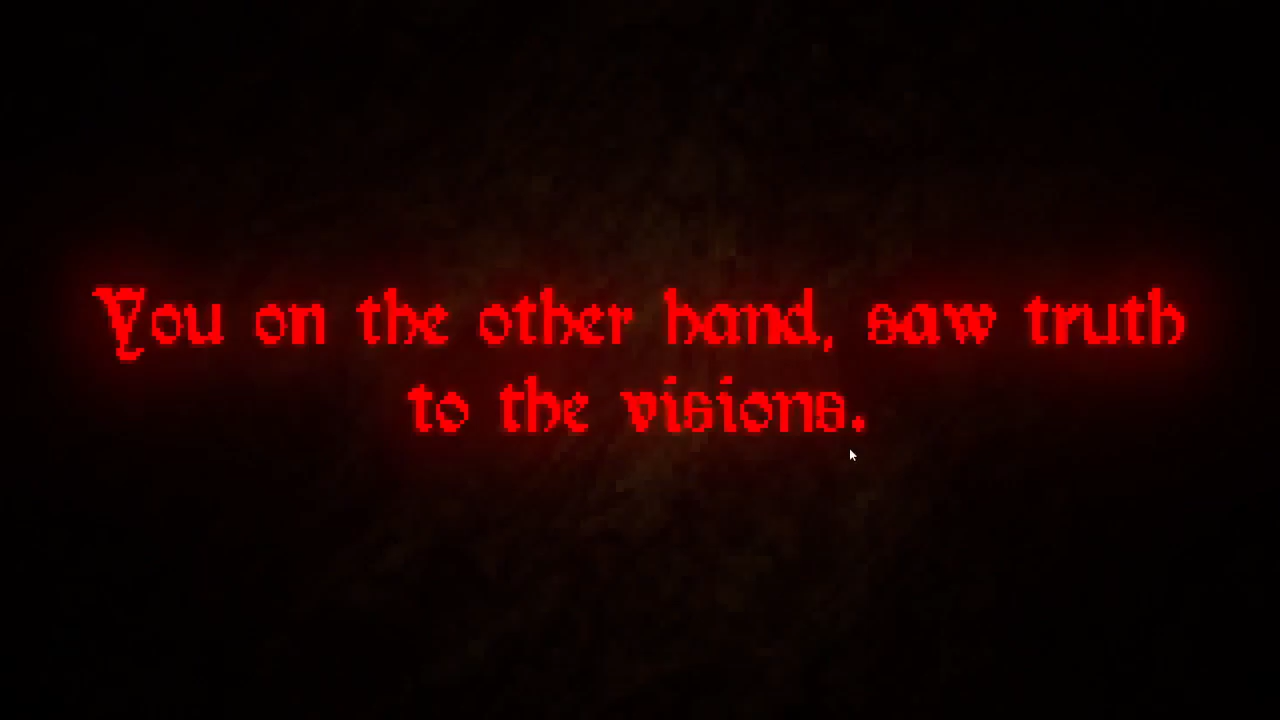 You on the other hand, saw truth
to the visions.